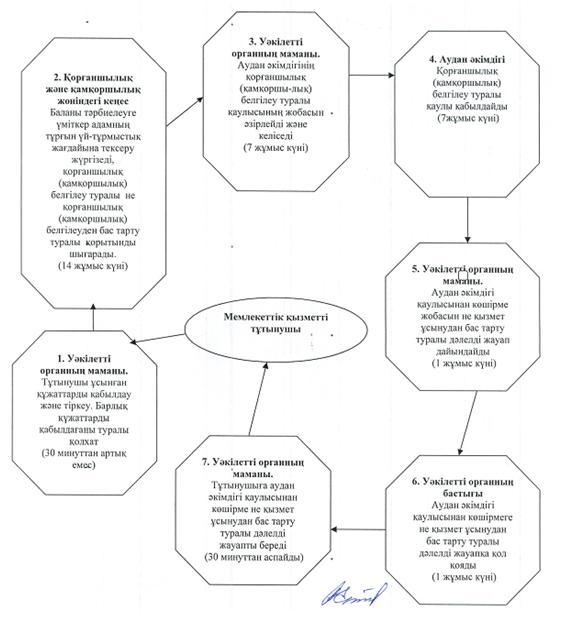 2. Қорғаншылық
және қамқоршылық
жөніндегі кеңес
Баланы тәрбиелеуге
үміткер адамның
тұрғын үй-тұрмыстық
жағдайына тексеру
жүргізеді,
қорғаншылық
(қамқоршылық)
белгілеу туралы не
қорғаншылық
(қамқоршылық)
белгілеуден бас тарту
туралы қорытынды
шығарады.
(14 жұмыс күні)
3. Уәкілетті
органның маманы.
Аудан әкімдігінің
қорғаншылық
(қамқоршы-лық)
белгілеу туралы
қаулысының жобасын
әзірлейді және
келіседі
(7 жұмыс күні)
4. Аудан әкімдігі
Қорғаншылық
(қамқоршылық)
белгілеу туралы
қаулы қабылдайды
(7жұмыс күні)
5. Уәкілетті органның
маманы.
Аудан әкімдігі
қаулысынан көшірме
жобасын не қызмет
ұсынудан бас тарту
туралы дәлелді жауап
дайындайды
(1 жұмыс күні)
Мемлекеттік қызметті
тұтынушы
1. Уәкілетті
органның маманы.
Тұтынушы ұсынған
құжаттарды қабылдау
және тіркеу. Барлық
құжаттарды
қабылдағаны туралы
қолхат
(30 минуттан артық
емес)
7. Уәкілетті органның
маманы.
Тұтынушыға аудан
әкімдігі қаулысынан
көшірме не қызмет
ұсынудан бас тарту
туралы дәлелді
жауапты береді
(30 минуттан аспайды)
6. Уәкілетті органның
бастығы
Аудан әкімдігі
қаулысынан көшірмеге
не қызмет ұсынудан
бас тарту туралы
дәлелді жауапқа қол
қояды
(1 жұмыс күні)